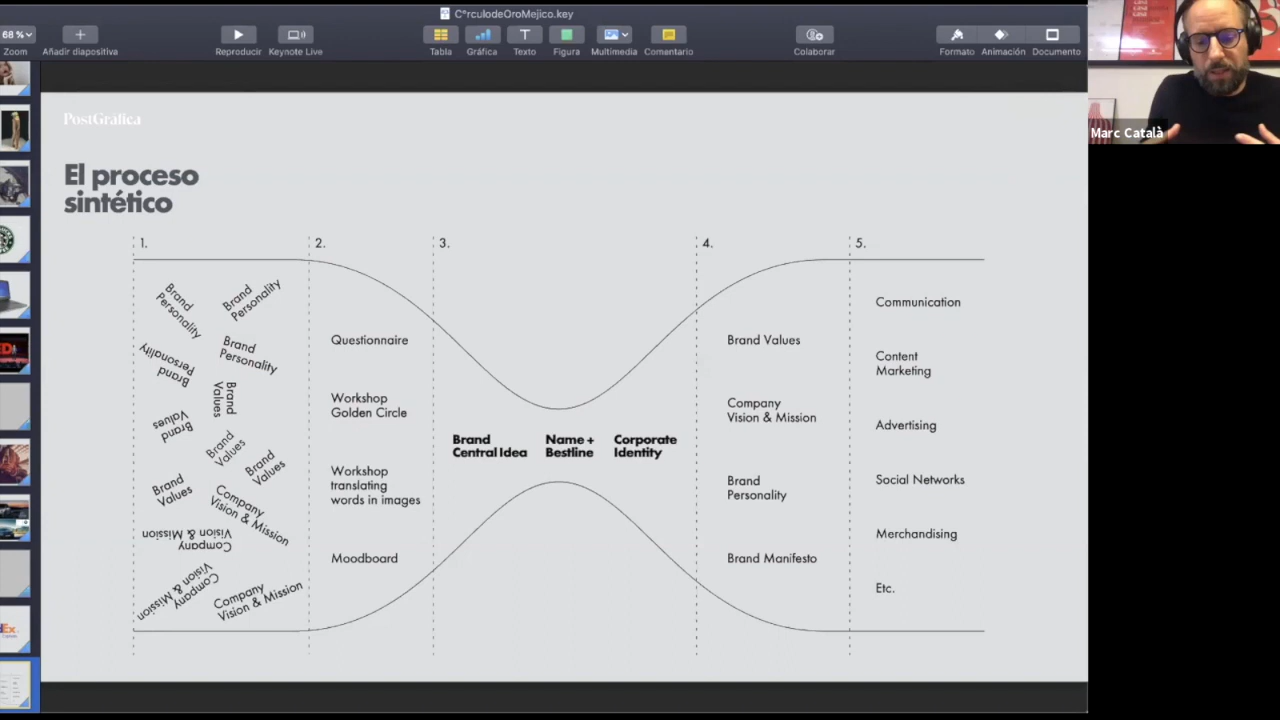 C°rculodeOroMejico.key
68 %
Zoom
Añadir diapositiva
Reproducir
Keynote Live
Tabla
Gráfica
Texto
Figura
Multimedia
Comentario
Colaborar
Formato
Animación
Documento
Marc Català
PostGráfica
El proceso
sintético
1.
2.
3.
4.
5.
Brand
Personality
Brand
Personality
Brand
Personality
Brand
Personality
Brand
Values
Brand
Values
Brand
Values
Brand
Values
Brand
Values
Company
Vision & Mission
Company
Vision & Mission
Company
Vision & Mission
Company
Vision & Mission
Questionnaire
Workshop
Golden Circle
Workshop
translating
words in images
Moodboard
Brand
Central Idea
Name +
Bestline
Corporate
Identity
Brand Values
Company
Vision & Mission
Brand
Personality
Brand Manifesto
Communication
Content
Marketing
Advertising
Social Networks
Merchandising
Etc.